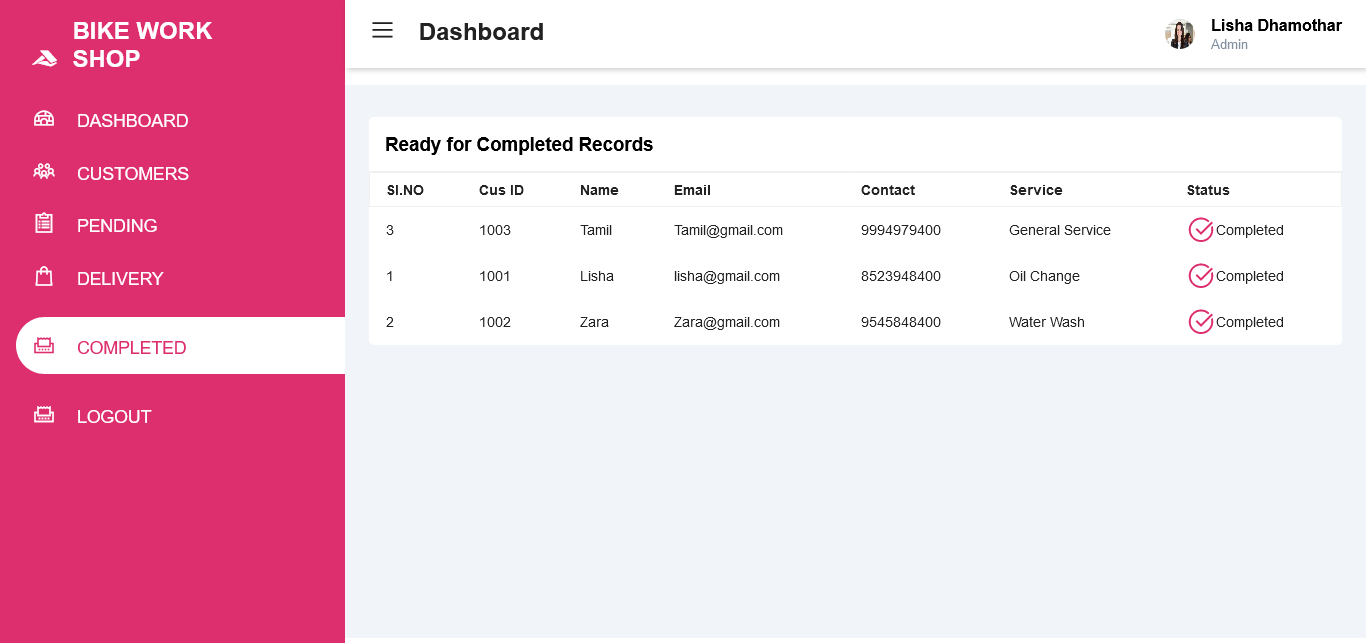 BIKE WORK
SHOP
DASHBOARD
CUSTOMERS
PENDING
DELIVERY
COMPLETED
LOGOUT
Dashboard
Lisha Dhamothar
Admin
Ready for Completed Records
Sl.NO Cus ID Name Email Contact Service Status
3 1003 Tamil Tamil@gmail.com 9994979400 General Service Completed
1 1001 Lisha lisha@gmail.com 8523948400 Oil Change Completed
2 1002 Zara Zara@gmail.com 9545848400 Water Wash Completed